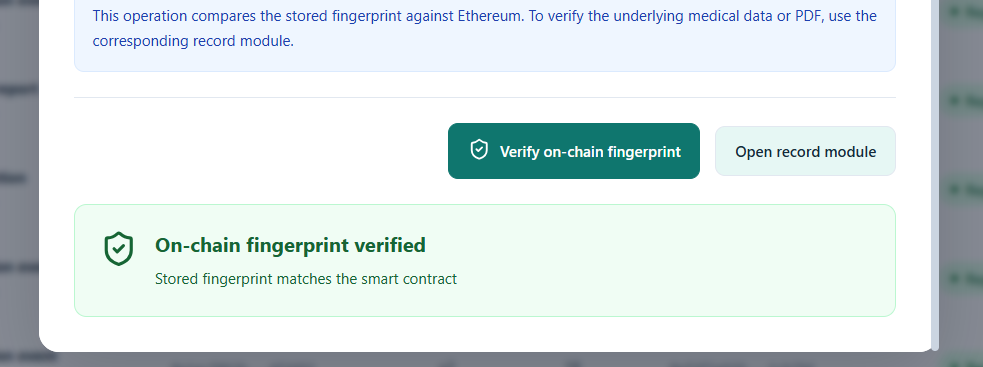 This operation compares the stored fingerprint against Ethereum. To verify the underlying medical data or PDF, use the
corresponding record module.
Verify on-chain fingerprint
Open record module
On-chain fingerprint verified
Stored fingerprint matches the smart contract